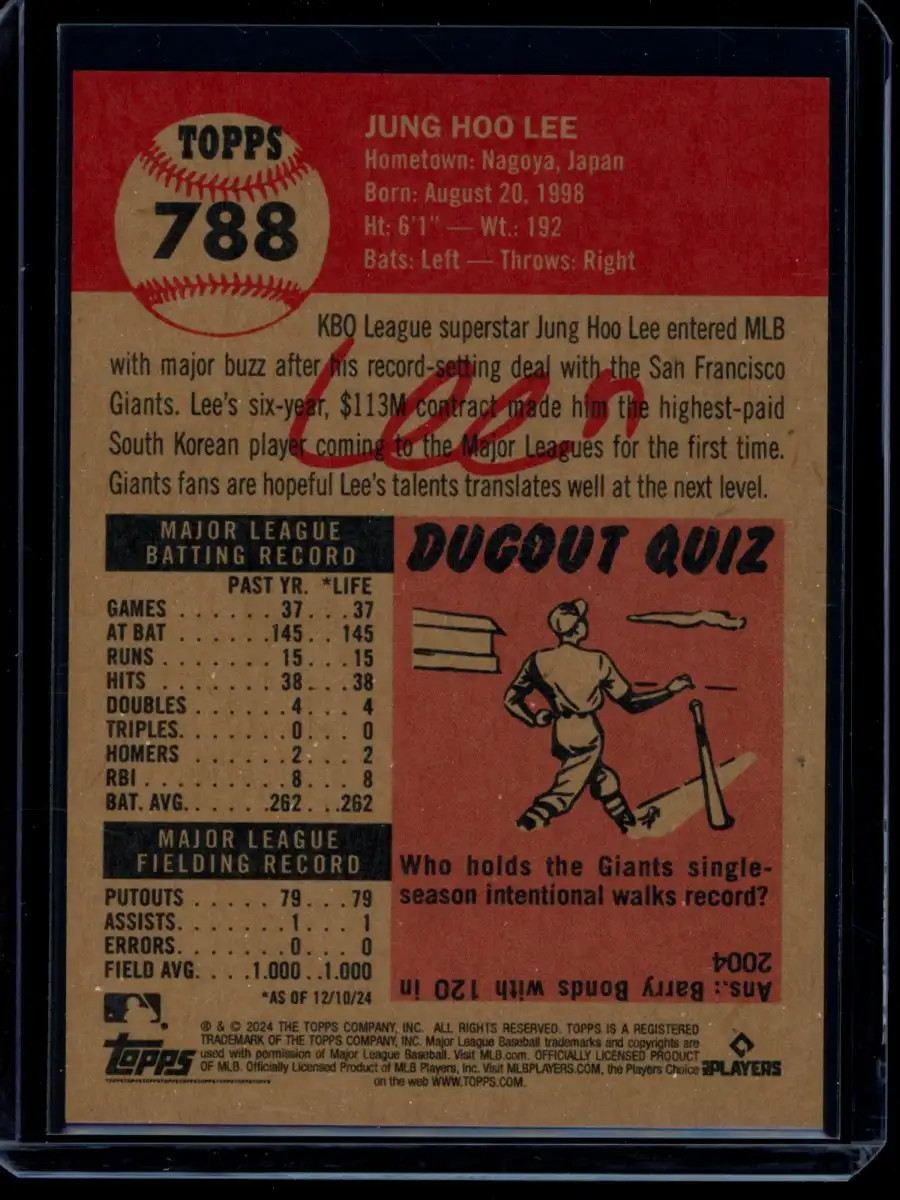 TOPPS
788
JUNG HOO LEE
Hometown: Nagoya, Japan
Born: August 20, 1998
Ht: 6'1" — Wt.: 192
Bats: Left — Throws: Right
KBO League superstar Jung Hoo Lee entered MLB
with major buzz after his record-setting deal with the San Francisco
Giants. Lee's six-year, $113M contract made him the highest-paid
South Korean player coming to the Major Leagues for the first time.
Giants fans are hopeful Lee's talents translates well at the next level.
MAJOR LEAGUE
BATTING RECORD
PAST YR. *LIFE
GAMES . . . . . . . 37 . . . 37
AT BAT . . . . . . . 145 . . 145
RUNS . . . . . . . . 15 . . . 15
HITS . . . . . . . . 38 . . . 38
DOUBLES . . . . . . 4 . . . 4
TRIPLES. . . . . . . 0 . . . 0
HOMERS . . . . . . 2 . . . 2
RBI . . . . . . . . . 8 . . . 8
BAT. AVG. . . . . . .262 . . .262
MAJOR LEAGUE
FIELDING RECORD
PUTOUTS . . . . . 79 . . . 79
ASSISTS. . . . . . . 1 . . . 1
ERRORS. . . . . . . 0 . . . 0
FIELD AVG. . . . .1.000 . .1.000
*AS OF 12/10/24
DUGOUT QUIZ
Who holds the Giants single-
season intentional walks record?
Ans.: Barry Bonds with 120 in
2004
topps
® & © 2024 THE TOPPS COMPANY, INC. ALL RIGHTS RESERVED. TOPPS IS A REGISTERED
TRADEMARK OF THE TOPPS COMPANY, INC. Major League Baseball trademarks and copyrights are
used with permission of Major League Baseball. Visit MLB.com. OFFICIALLY LICENSED PRODUCT
OF MLB. Officially Licensed Product of MLB Players, Inc. Visit MLBPLAYERS.COM, the Players Choice
on the web WWW.TOPPS.COM.
PLAYERS